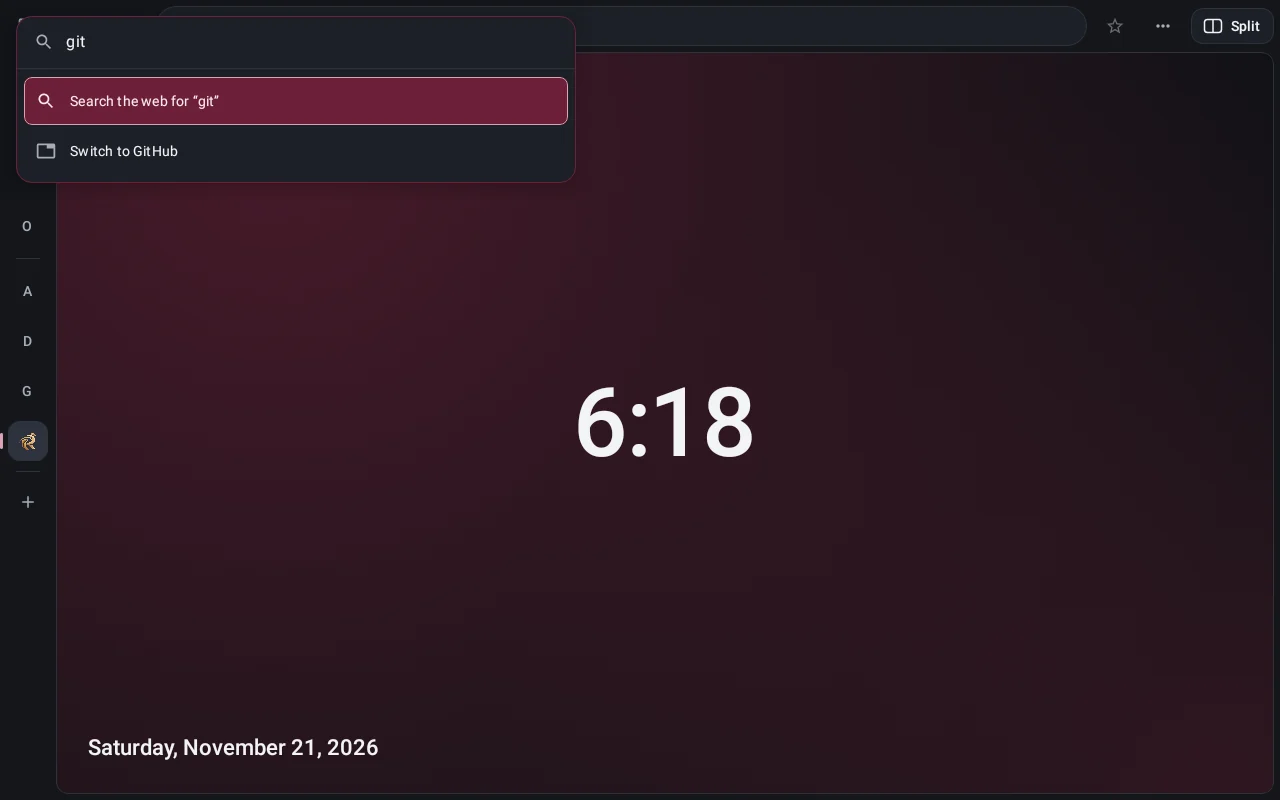 git
Split
Search the web for “git”
Switch to GitHub
O
A
D
G
6:18
Saturday, November 21, 2026